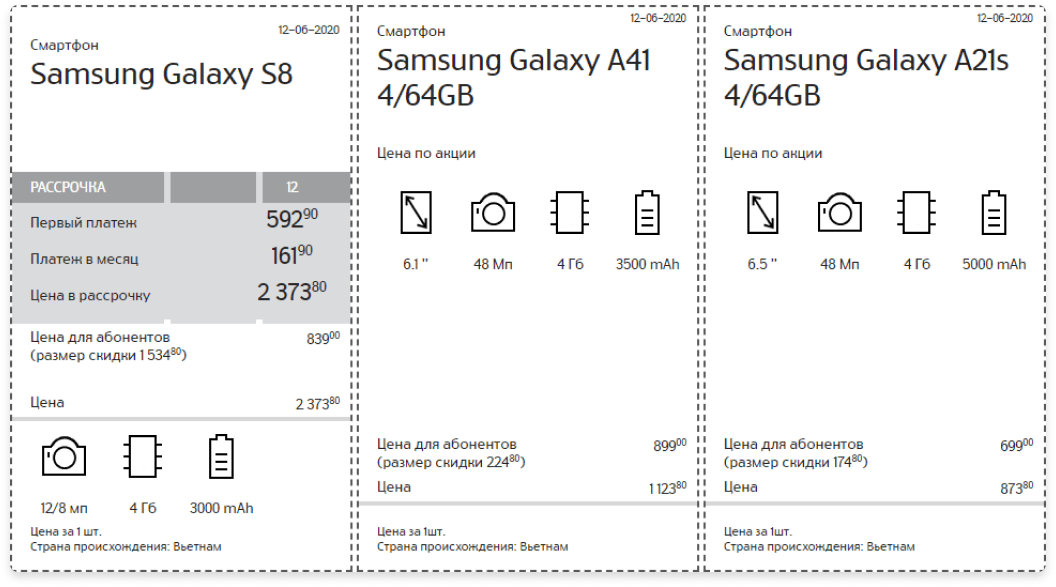 12-06-2020
Смартфон
Samsung Galaxy S8
РАССРОЧКА 12
Первый платеж 592 90
Платеж в месяц 161 90
Цена в рассрочку 2 373 80
Цена для абонентов 839 00
(размер скидки 1 534 80)
Цена 2 373 80
12/8 мп 4 Гб 3000 mAh
Цена за 1 шт.
Страна происхождения: Вьетнам
12-06-2020
Смартфон
Samsung Galaxy A41
4/64GB
Цена по акции
6.1 " 48 Мп 4 Гб 3500 mAh
Цена для абонентов 899 00
(размер скидки 224 80)
Цена 1 123 80
Цена за 1шт.
Страна происхождения: Вьетнам
12-06-2020
Смартфон
Samsung Galaxy A21s
4/64GB
Цена по акции
6.5 " 48 Мп 4 Гб 5000 mAh
Цена для абонентов 699 00
(размер скидки 174 80)
Цена 873 80
Цена за 1шт.
Страна происхождения: Вьетнам